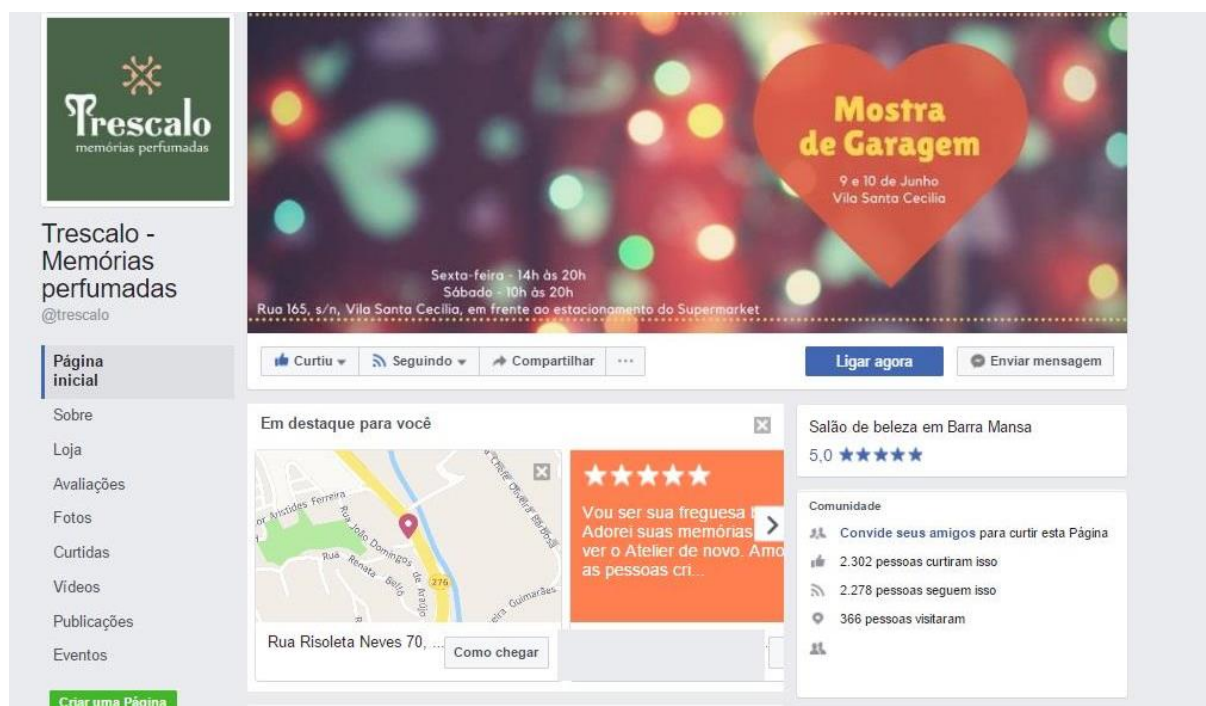 Trescalo
memórias perfumadas
Trescalo -
Memórias
perfumadas
@trescalo
Página
inicial
Sobre
Loja
Avaliações
Fotos
Curtidas
Vídeos
Publicações
Eventos
Criar uma Página
Mostra
de Garagem
9 e 10 de Junho
Vila Santa Cecilia
Sexta-feira - 14h às 20h
Sábado - 10h às 20h
Rua 165, s/n, Vila Santa Cecília, em frente ao estacionamento do Supermarket
Curtiu
Seguindo
Compartilhar
Ligar agora
Enviar mensagem
Em destaque para você
Aristides Ferreira
Rua João Domingos de Araújo
Rua Renata Beltô
276
Guimarães
Rua Risoleta Neves 70, ...
Como chegar
Vou ser sua freguesa
Adorei suas memórias
ver o Atelier de novo. Amo
as pessoas cri...
Salão de beleza em Barra Mansa
5,0
Comunidade
Convide seus amigos para curtir esta Página
2.302 pessoas curtiram isso
2.278 pessoas seguem isso
366 pessoas visitaram